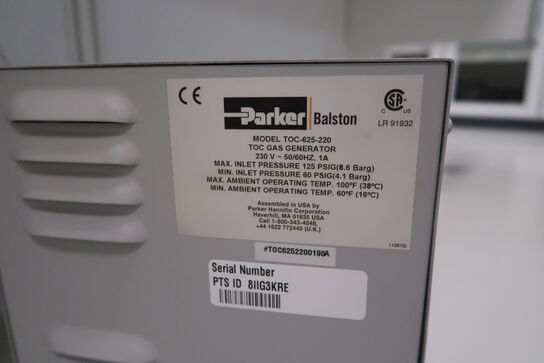 CE
Parker Balston
SA
C US
LR 91932
MODEL TOC-625-220
TOC GAS GENERATOR
230 V ~ 50/60HZ, 1A
MAX. INLET PRESSURE 125 PSIG(8.6 Barg)
MIN. INLET PRESSURE 60 PSIG(4.1 Barg)
MAX. AMBIENT OPERATING TEMP. 100°F (38°C)
MIN. AMBIENT OPERATING TEMP. 60°F (16°C)
Assembled in USA by
Parker Hannifin Corporation
Haverhill, MA 01835 USA
Call 1-800-343-4048,
+44 1622 772440 (U.K.)
11387G
#TOC6252200190A
Serial Number
PTS ID 8IIG3KRE